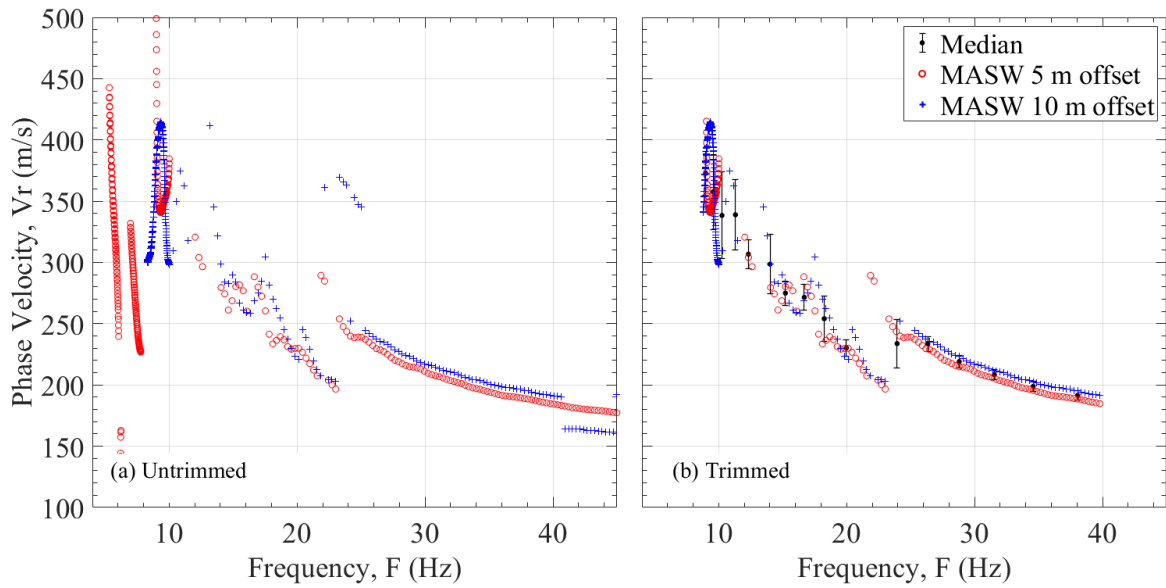 500
450
400
350
300
250
200
150
100
Phase Velocity, Vr (m/s)
(a) Untrimmed
10
20
30
40
Frequency, F (Hz)
Median
MASW 5 m offset
MASW 10 m offset
(b) Trimmed
10
20
30
40
Frequency, F (Hz)